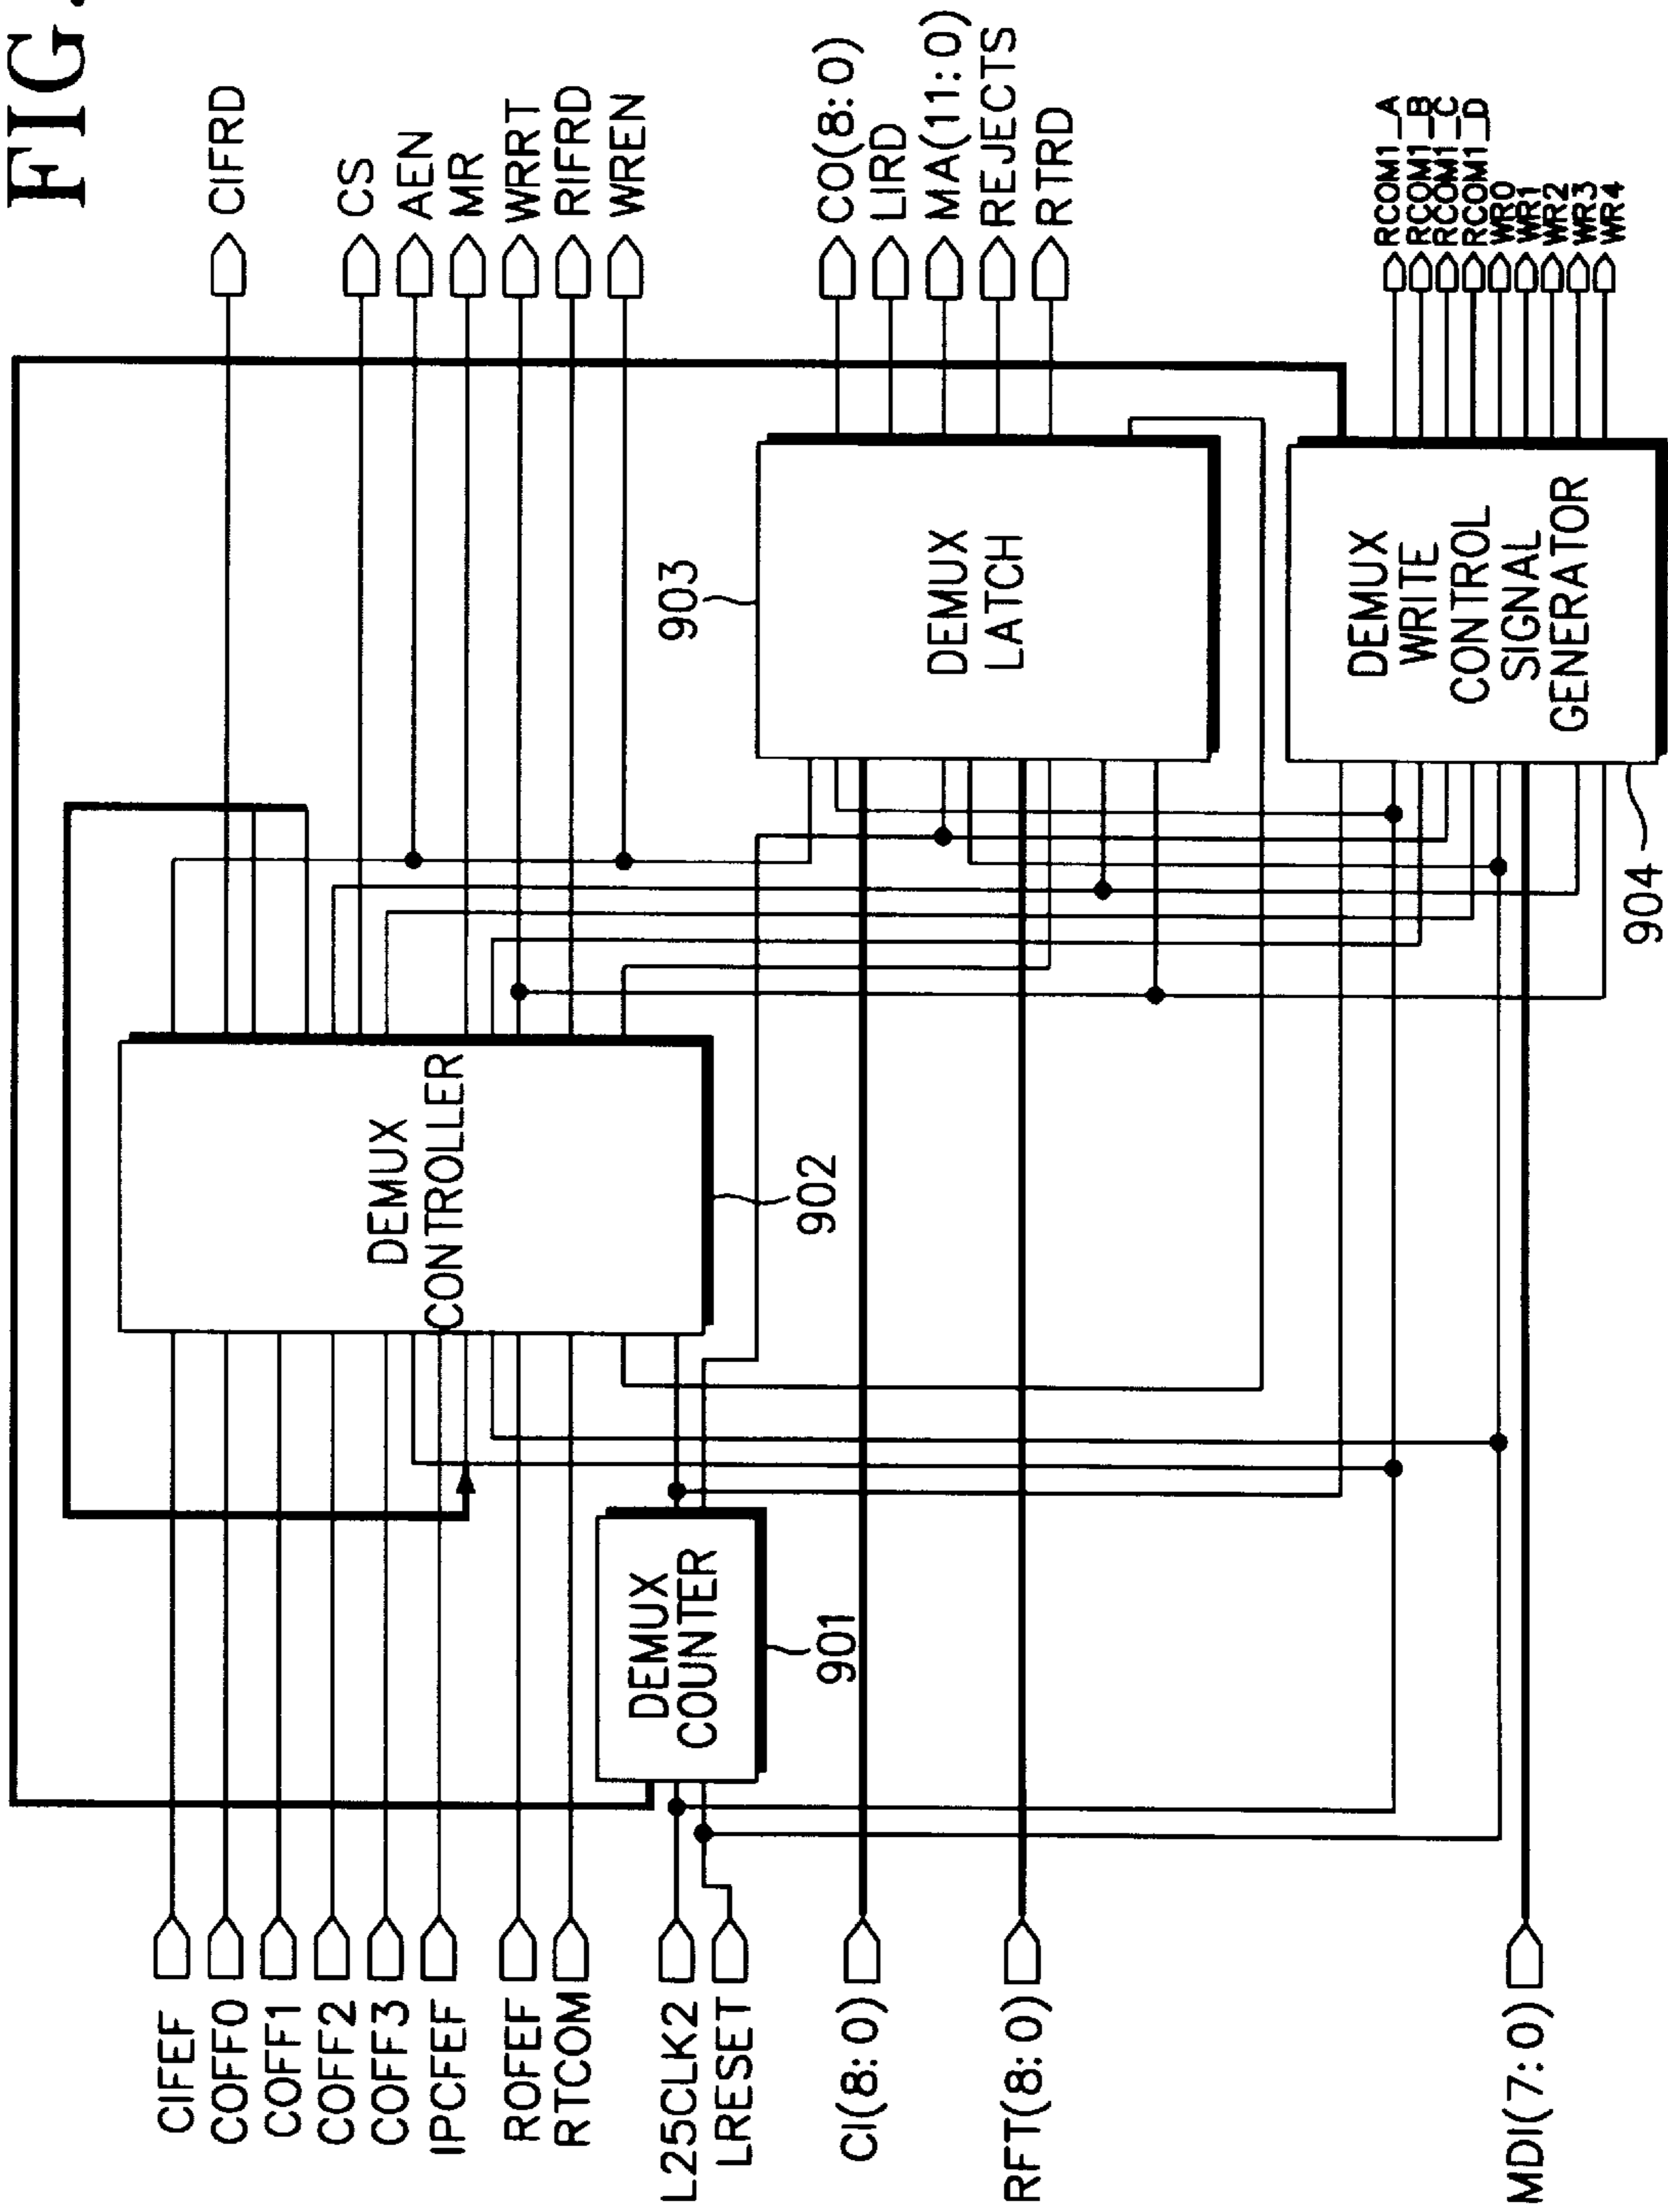 FIG.
CIFEF
COFF0
COFF1
COFF2
COFF3
IPCFEF
ROFEF
RTCOM
L25CLK2
LRESET
CI(8:0)
RFT(8:0)
MDI(7:0)
DEMUX
COUNTER
901
DEMUX
CONTROLLER
902
DEMUX
LATCH
903
DEMUX
WRITE
CONTROL
SIGNAL
GENERATOR
904
CIFRD
CS
AEN
MR
WRRT
RIFRD
WREN
CO(8:0)
LIRD
MA(11:0)
REJECTS
RTRD
RCOM1_A
RCOM1_B
RCOM1_C
RCOM1_D
WR0
WR1
WR2
WR3
WR4